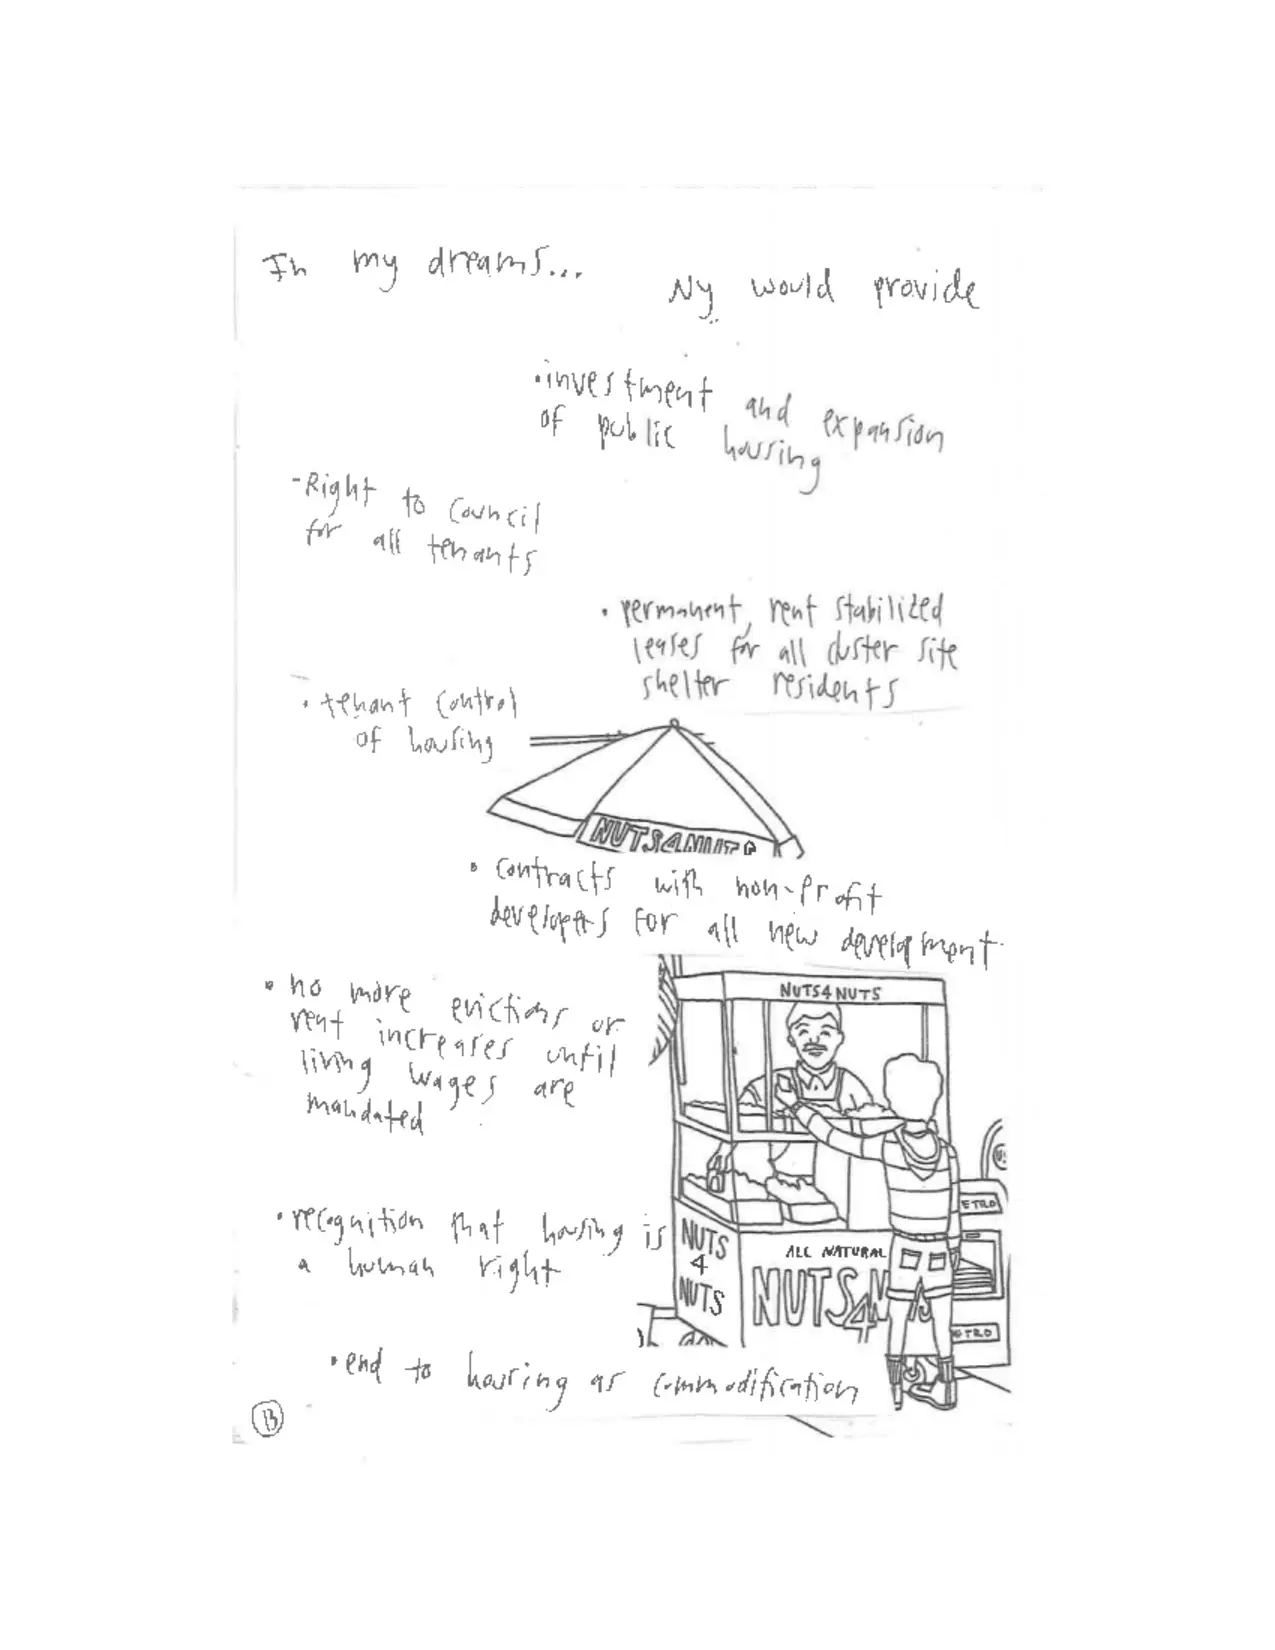 In my dreams...
Ny would provide
•investment and expansion
of public housing
-Right to Council
for all tenants
• permanent, rent stabilized
leases for all cluster site
shelter residents
• tenant control
of housing
NUTS4NUTS
• contracts with non-profit
developers for all new development
• no more evictions or
rent increases until
living wages are
mandated
NUTS4NUTS
• recognition that housing is
a human right
NUTS
4
NUTS
ALL NATURAL
NUTS4N
ETRO
ETRO
• end to housing as commodification
13